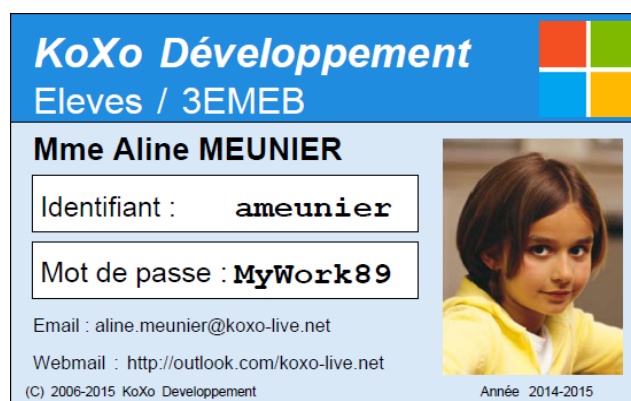 KoXo Développement
Eleves / 3EMEB
Mme Aline MEUNIER
Identifiant : ameunier
Mot de passe : MyWork89
Email : aline.meunier@koxo-live.net
Webmail : http://outlook.com/koxo-live.net
(C) 2006-2015 KoXo Developpement Année 2014-2015